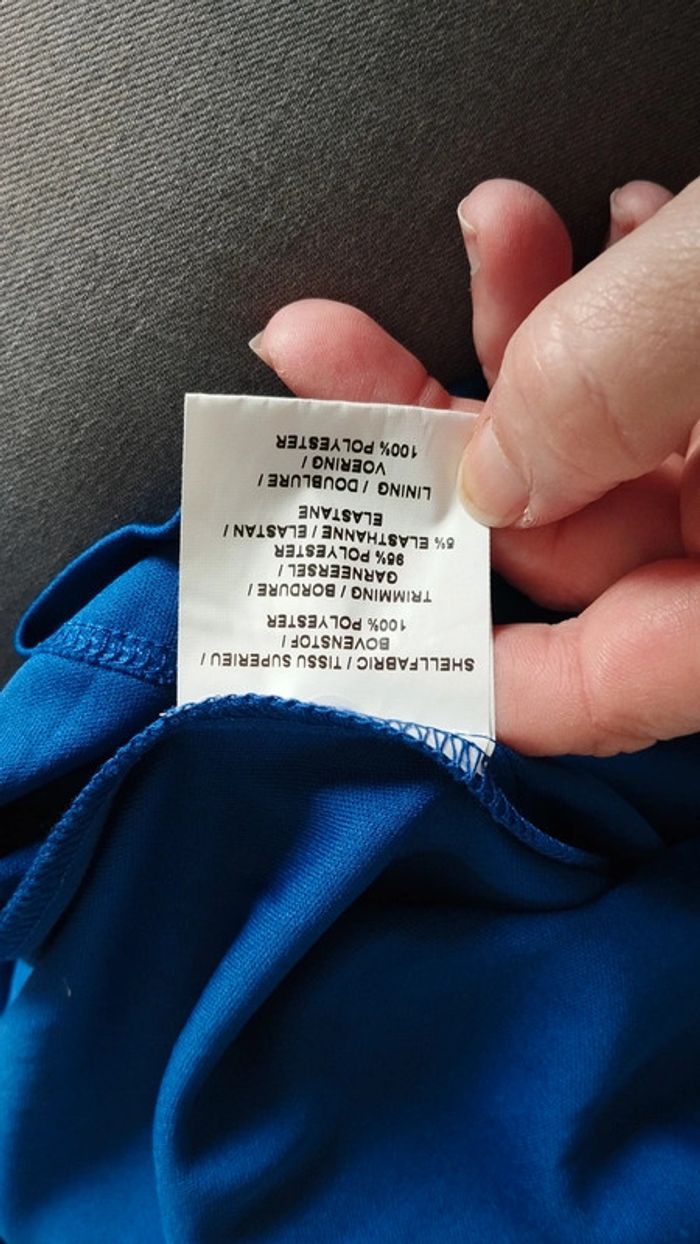 SHELLFABRIC / TISSU SUPERIEU /
BOVENSTOF /
100% POLYESTER
TRIMMING / BORDURE /
GARNEERSEL /
95% POLYESTER
5% ELASTHANNE / ELASTAN /
ELASTANE
LINING / DOUBLURE /
VOERING /
100% POLYESTER